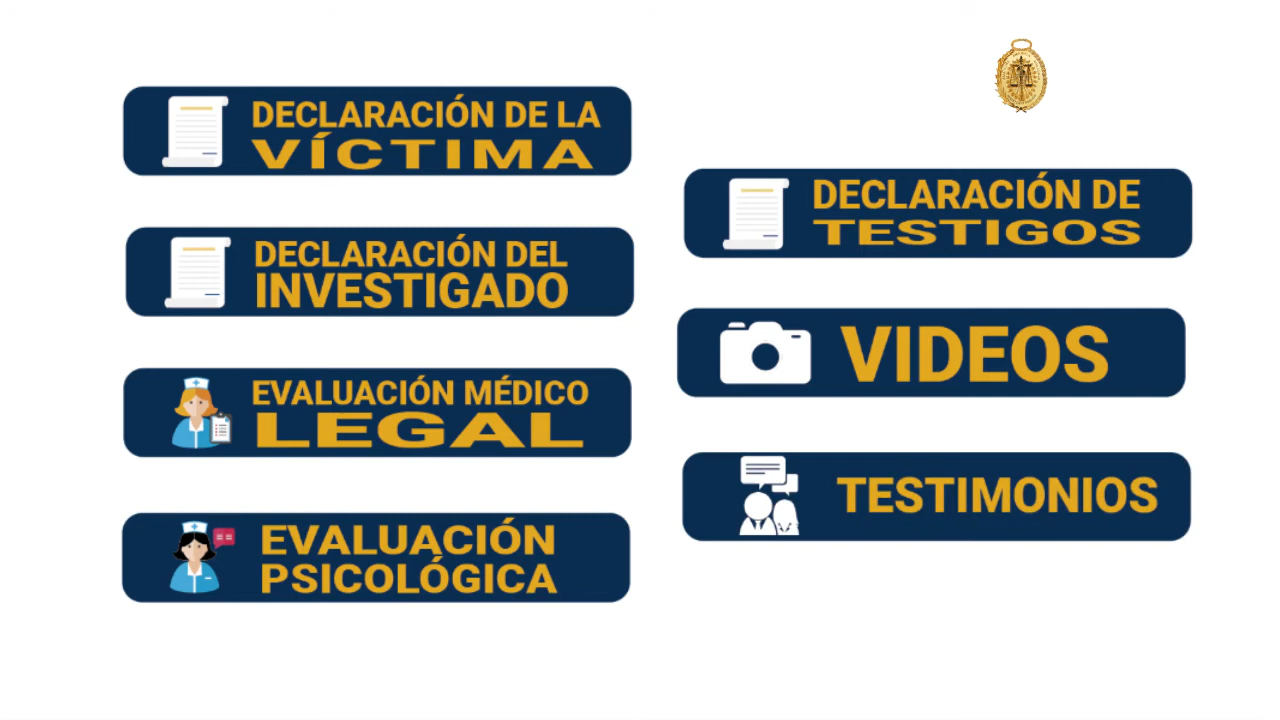 DECLARACIÓN DE LA
VÍCTIMA
DECLARACIÓN DEL
INVESTIGADO
EVALUACIÓN MÉDICO
LEGAL
EVALUACIÓN
PSICOLÓGICA
DECLARACIÓN DE
TESTIGOS
VIDEOS
TESTIMONIOS